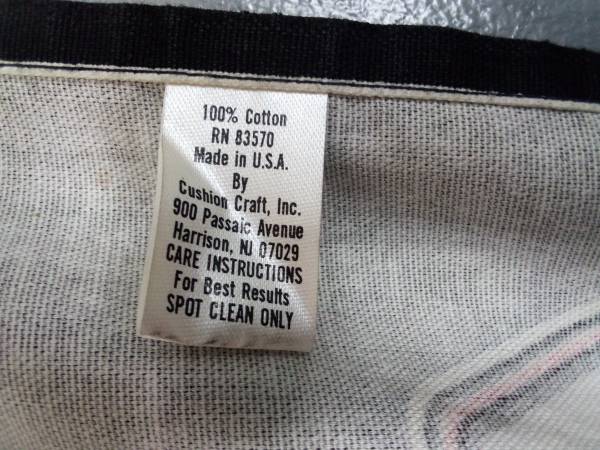 100% Cotton
RN 83570
Made in U.S.A.
By
Cushion Craft, Inc.
900 Passaic Avenue
Harrison, NJ 07029
CARE INSTRUCTIONS
For Best Results
SPOT CLEAN ONLY